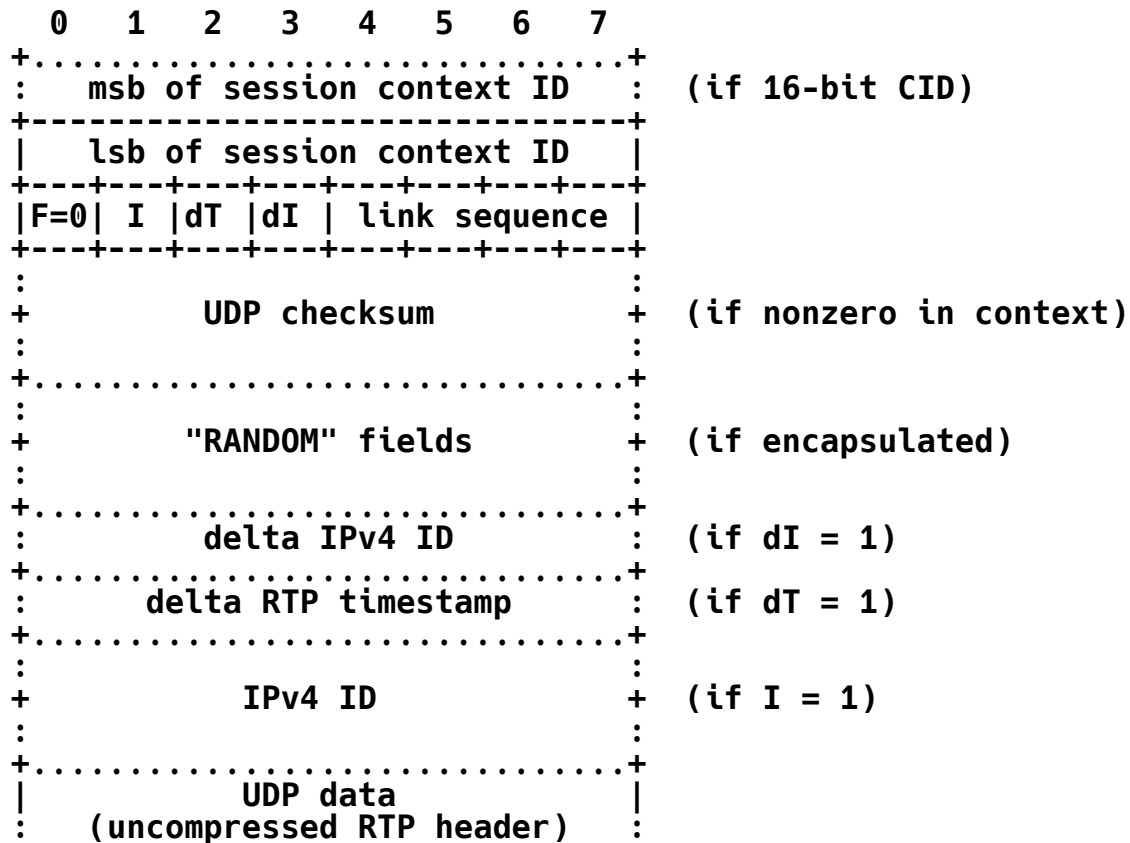 0   1   2   3   4   5   6   7
+...............................+
:   msb of session context ID   :  (if 16-bit CID)
+-------------------------------+
|   lsb of session context ID   |
+---+---+---+---+---+---+---+---+
|F=0| I |dT |dI | link sequence |
+---+---+---+---+---+---+---+---+
:                               :
+         UDP checksum          +  (if nonzero in context)
:                               :
+...............................+
:                               :
+        "RANDOM" fields        +  (if encapsulated)
:                               :
+...............................+
:         delta IPv4 ID         :  (if dI = 1)
+...............................+
:      delta RTP timestamp      :  (if dT = 1)
+...............................+
:                               :
+           IPv4 ID             +  (if I = 1)
:                               :
+...............................+
|           UDP data            |
:   (uncompressed RTP header)   :